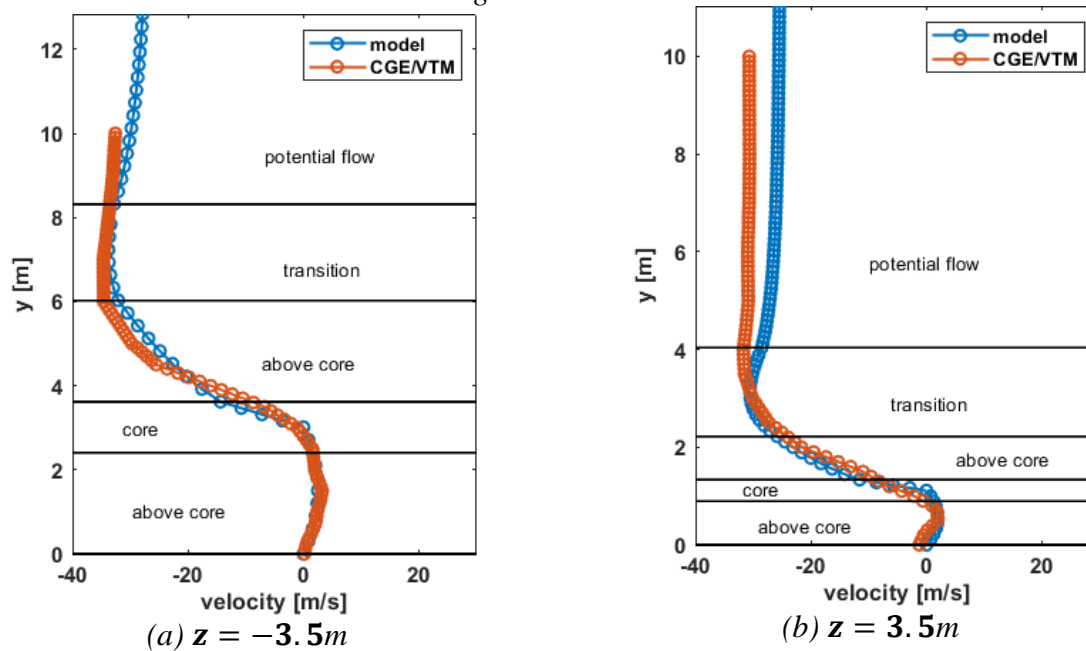 12
10
8
6
4
2
0
y [m]
model
CGE/VTM
potential flow
transition
above core
core
above core
-40
-20
0
20
velocity [m/s]
(a) z = −3.5m
10
8
6
4
2
0
y [m]
model
CGE/VTM
potential flow
transition
above core
core
above core
-40
-20
0
20
velocity [m/s]
(b) z = 3.5m